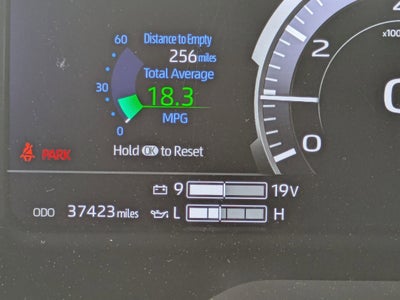 60
Distance to Empty
256 miles
Total Average
30
18.3
MPG
0
Hold OK to Reset
PARK
9 19V
ODO 37423 miles L H
x100
2
0